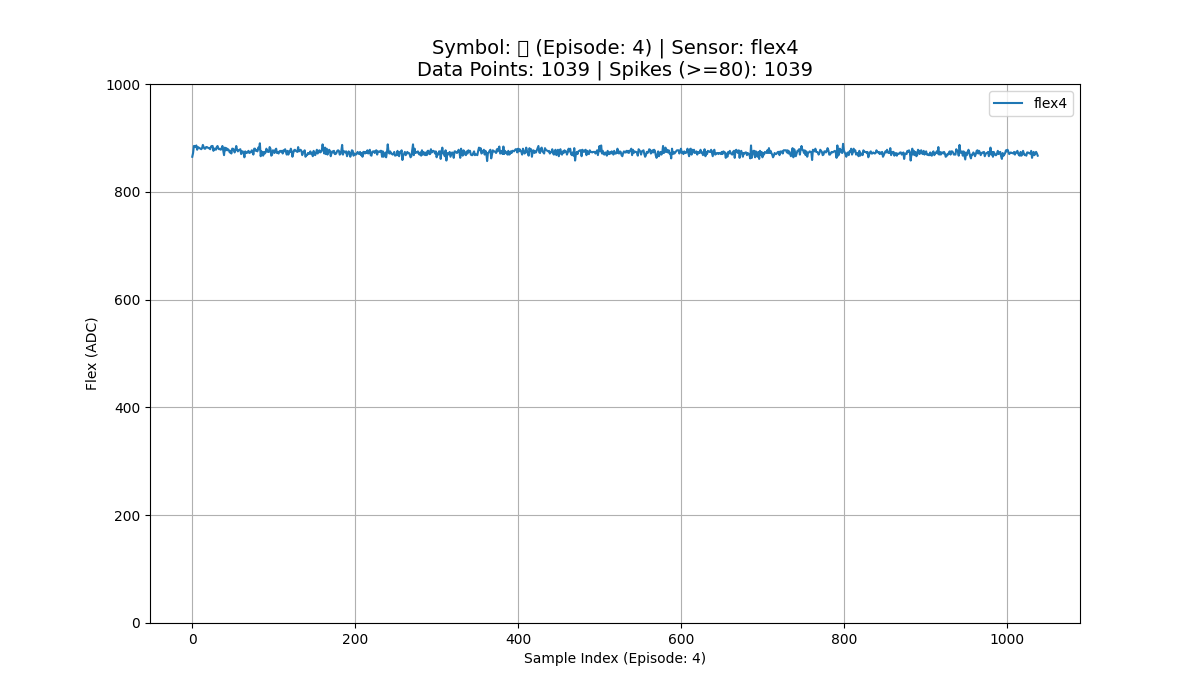 Symbol: (Episode: 4) | Sensor: flex4
Data Points: 1039 | Spikes (>=80): 1039
flex4
1000
800
600
400
200
0
Flex (ADC)
0 200 400 600 800 1000
Sample Index (Episode: 4)